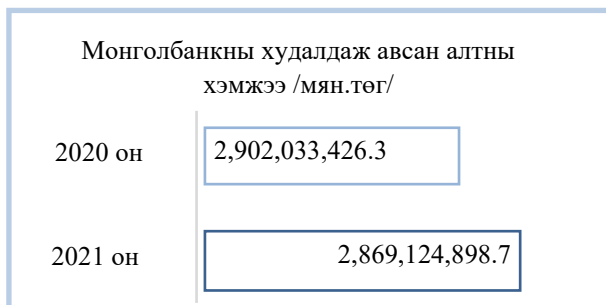 Монголбанкны худалдаж авсан алтны
хэмжээ /мян.төг/
2020 он
2,902,033,426.3
2021 он
2,869,124,898.7